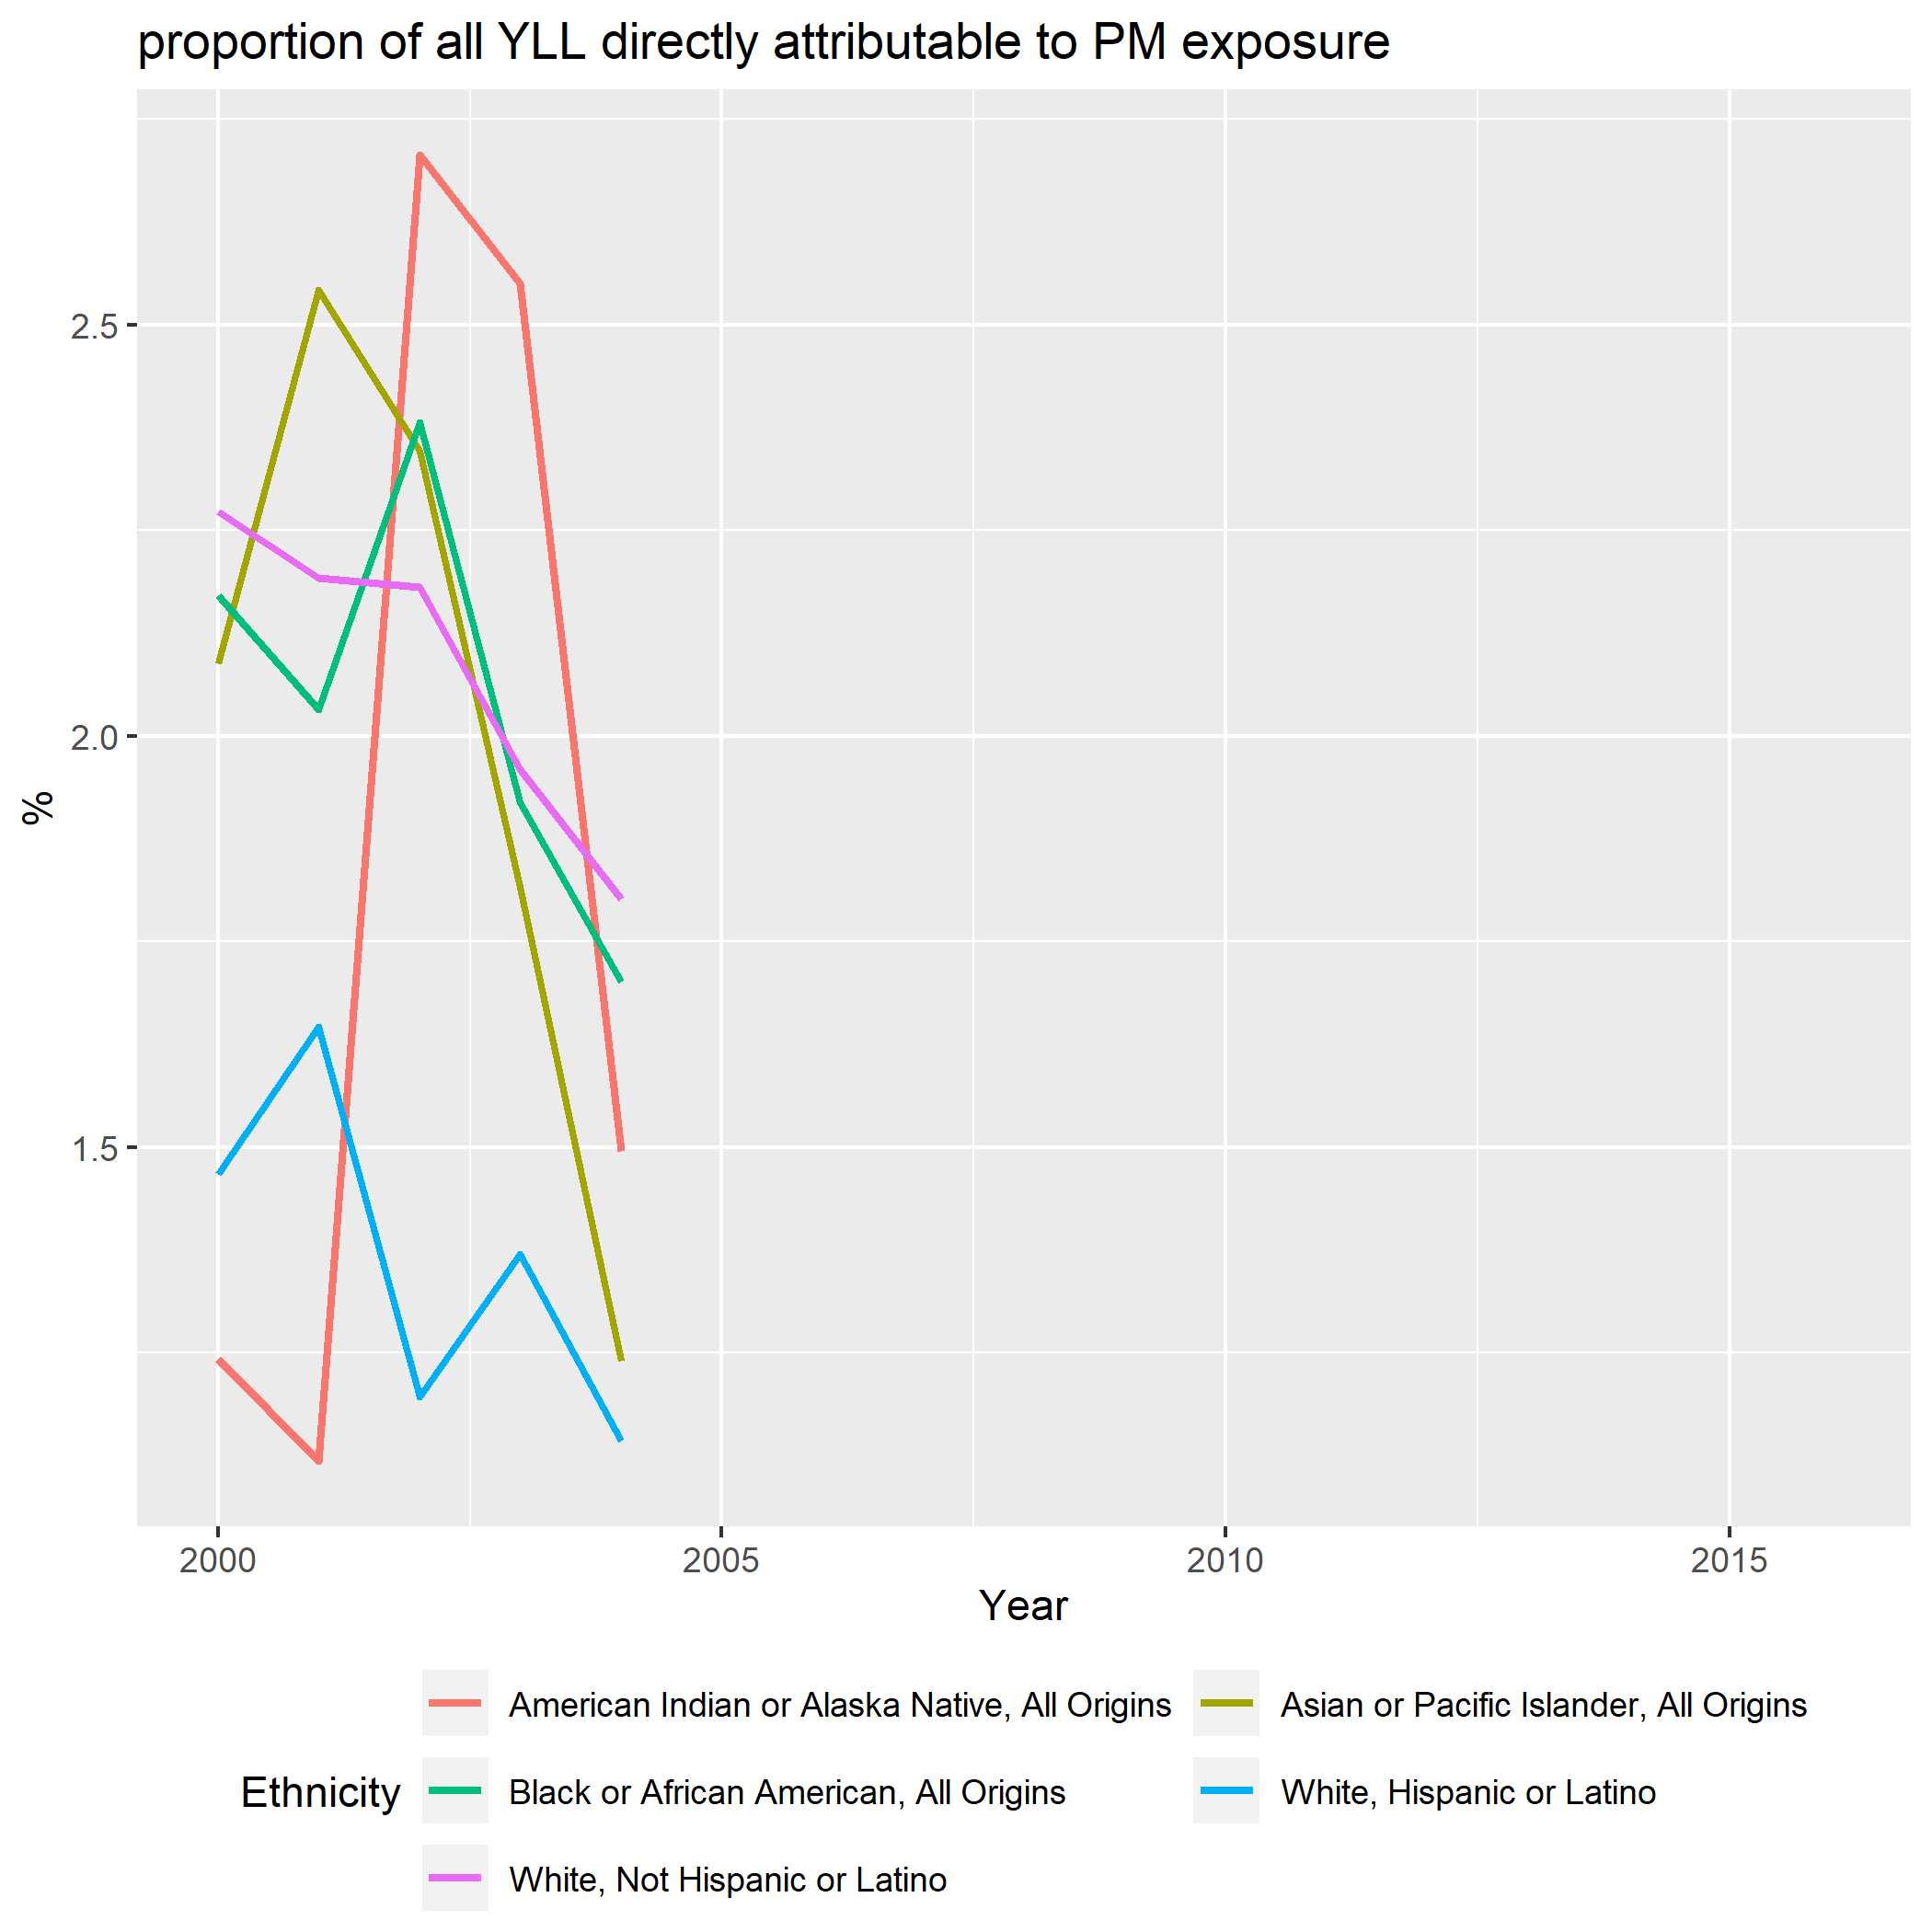 proportion of all YLL directly attributable to PM exposure
2.5
2.0
1.5
%
2000 2005 2010 2015
Year
Ethnicity
American Indian or Alaska Native, All Origins
Asian or Pacific Islander, All Origins
Black or African American, All Origins
White, Hispanic or Latino
White, Not Hispanic or Latino